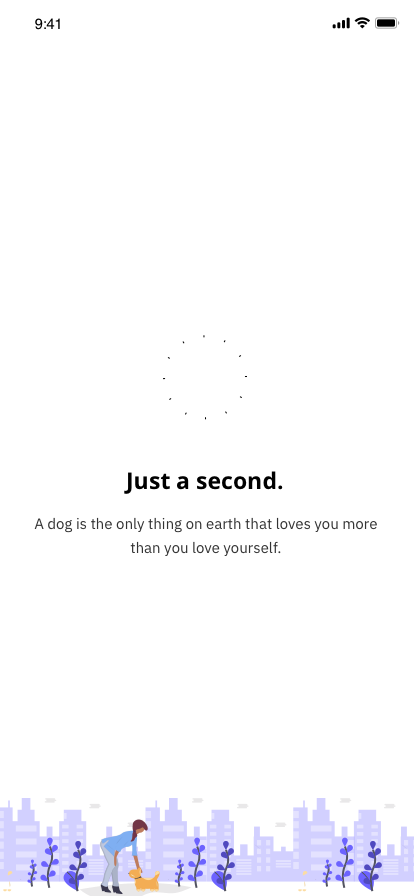 9:41
Just a second.
A dog is the only thing on earth that loves you more
than you love yourself.